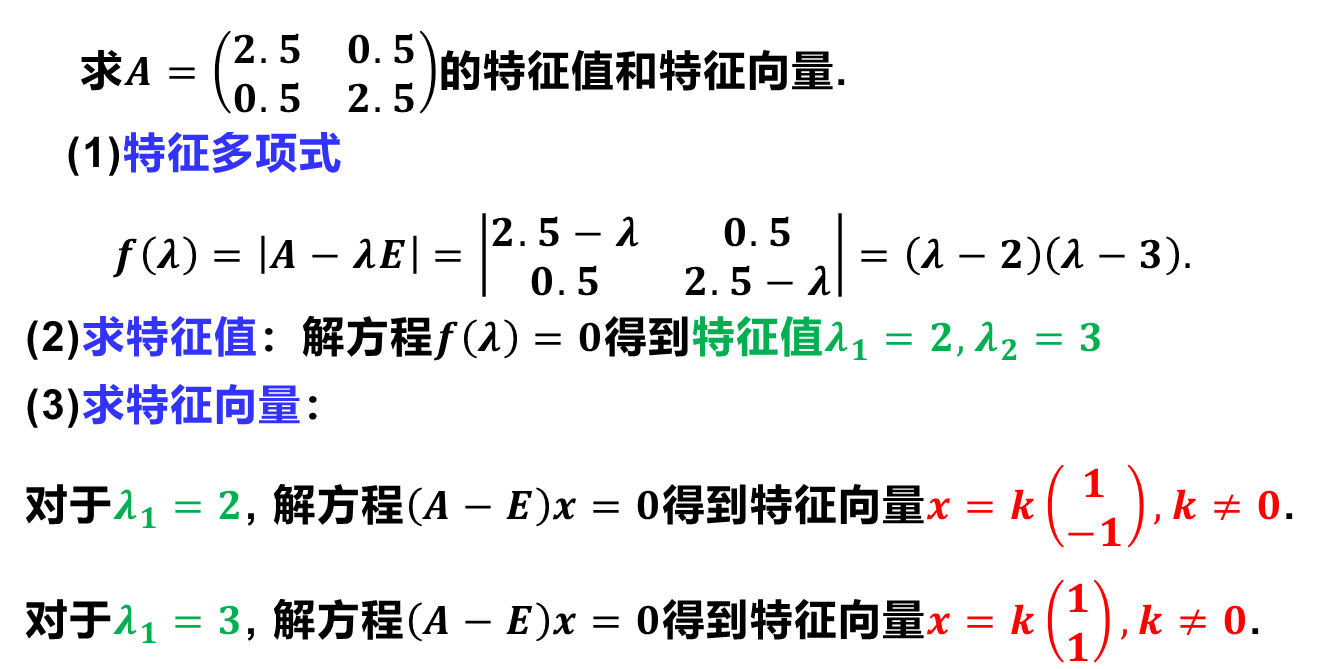 求A = (2.5 0.5
0.5 2.5)的特征值和特征向量.
(1)特征多项式
f(λ) = |A − λE| = |2.5 − λ 0.5
0.5 2.5 − λ| = (λ − 2)(λ − 3).
(2)求特征值：解方程f(λ) = 0得到特征值λ₁ = 2, λ₂ = 3
(3)求特征向量：
对于λ₁ = 2, 解方程(A − E)x = 0得到特征向量x = k(1
−1), k ≠ 0.
对于λ₁ = 3, 解方程(A − E)x = 0得到特征向量x = k(1
1), k ≠ 0.